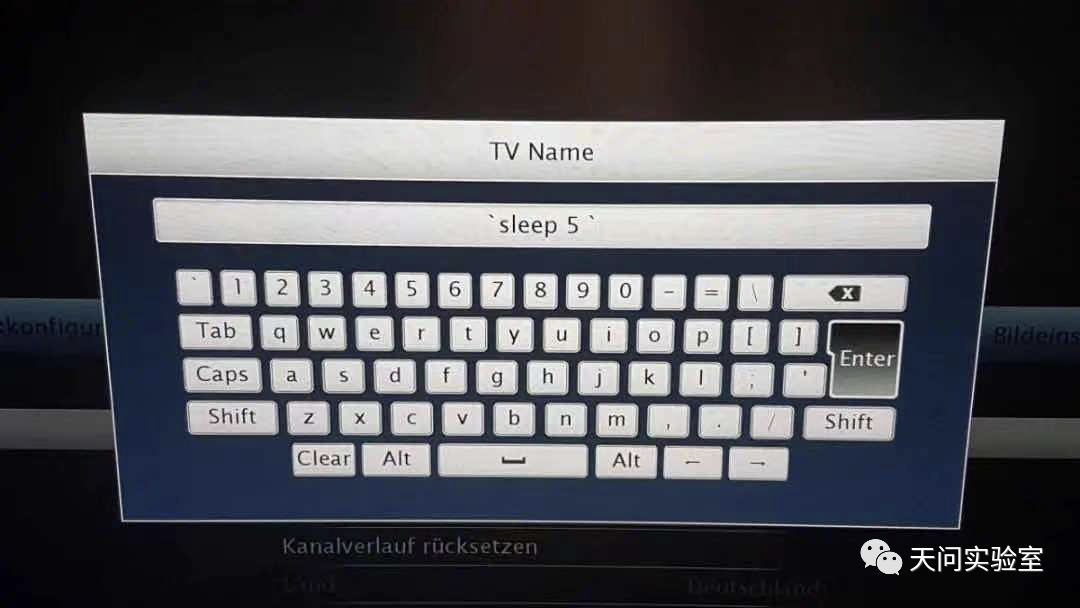 TV Name
`sleep 5 `
` 1 2 3 4 5 6 7 8 9 0 - = \ x
Tab q w e r t y u i o p [ ] Enter
Caps a s d f g h j k l ; '
Shift z x c v b n m , . / Shift
Clear Alt Alt ← →
Bildeins
Kanalverlauf rücksetzen
Land Deutschland
天问实验室